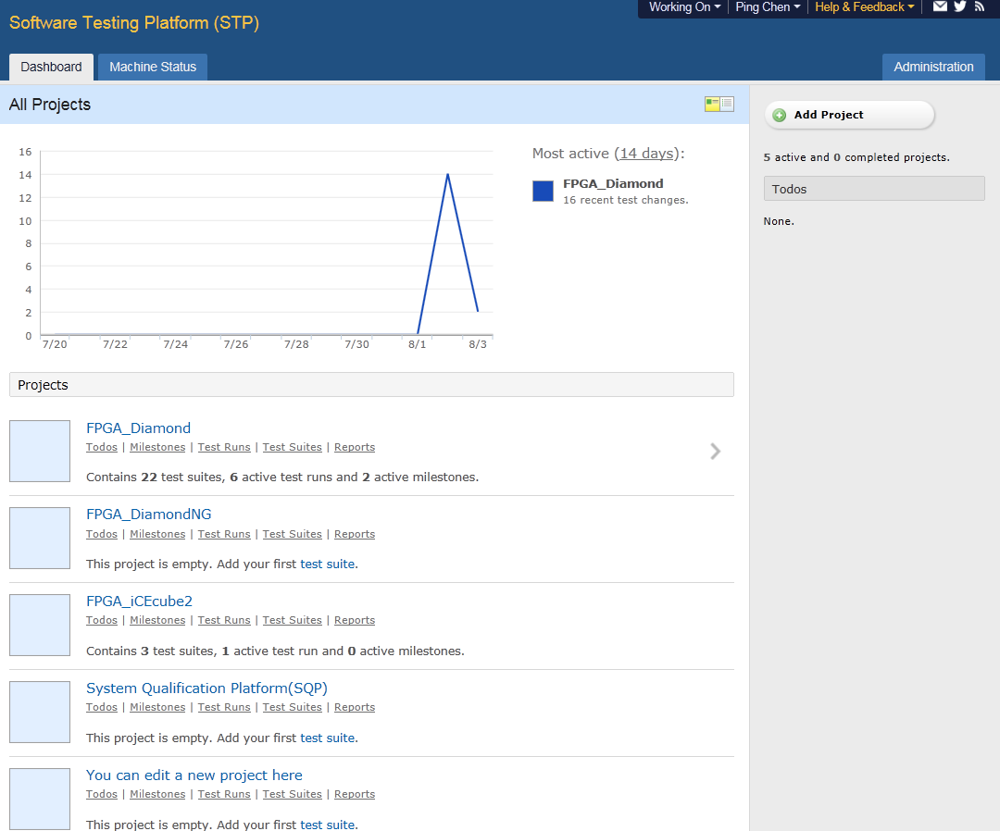 Working On Ping Chen Help & Feedback
Software Testing Platform (STP)
Dashboard Machine Status Administration
All Projects
Add Project
5 active and 0 completed projects.
Todos
None.
16
14
12
10
8
6
4
2
0
7/20 7/22 7/24 7/26 7/28 7/30 8/1 8/3
Most active (14 days):
FPGA_Diamond
16 recent test changes.
Projects
FPGA_Diamond
Todos | Milestones | Test Runs | Test Suites | Reports
Contains 22 test suites, 6 active test runs and 2 active milestones.
FPGA_DiamondNG
Todos | Milestones | Test Runs | Test Suites | Reports
This project is empty. Add your first test suite.
FPGA_iCEcube2
Todos | Milestones | Test Runs | Test Suites | Reports
Contains 3 test suites, 1 active test run and 0 active milestones.
System Qualification Platform(SQP)
Todos | Milestones | Test Runs | Test Suites | Reports
This project is empty. Add your first test suite.
You can edit a new project here
Todos | Milestones | Test Runs | Test Suites | Reports
This project is empty. Add your first test suite.